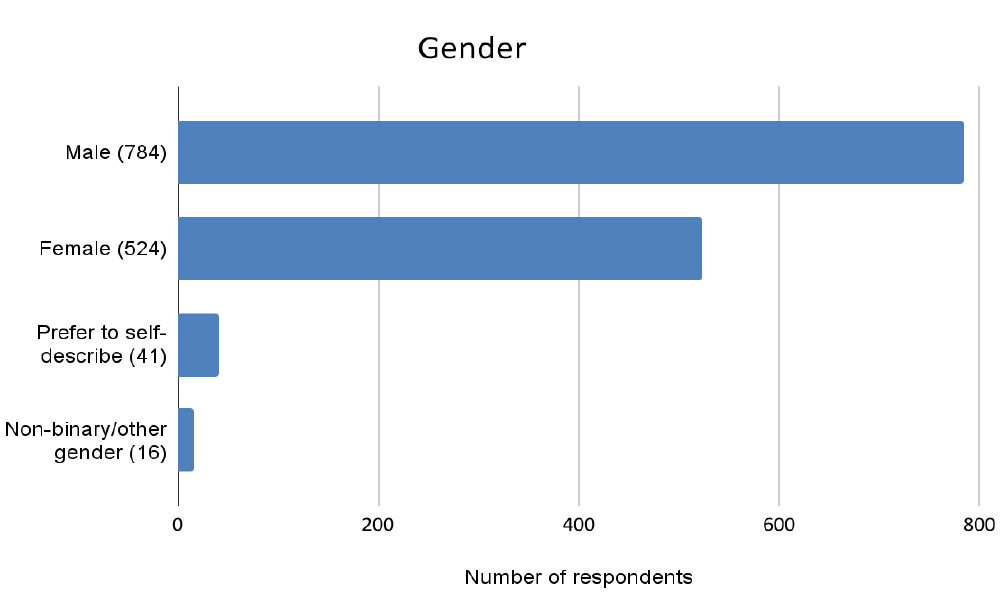 Gender
Male (784)
Female (524)
Prefer to self-
describe (41)
Non-binary/other
gender (16)
0 200 400 600 800
Number of respondents